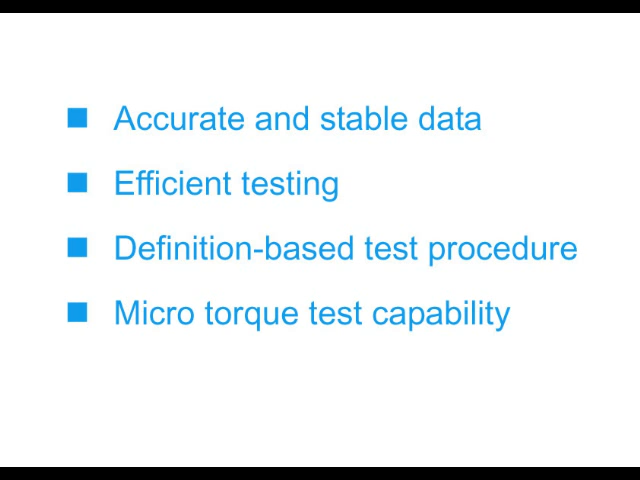 ■ Accurate and stable data
■ Efficient testing
■ Definition-based test procedure
■ Micro torque test capability